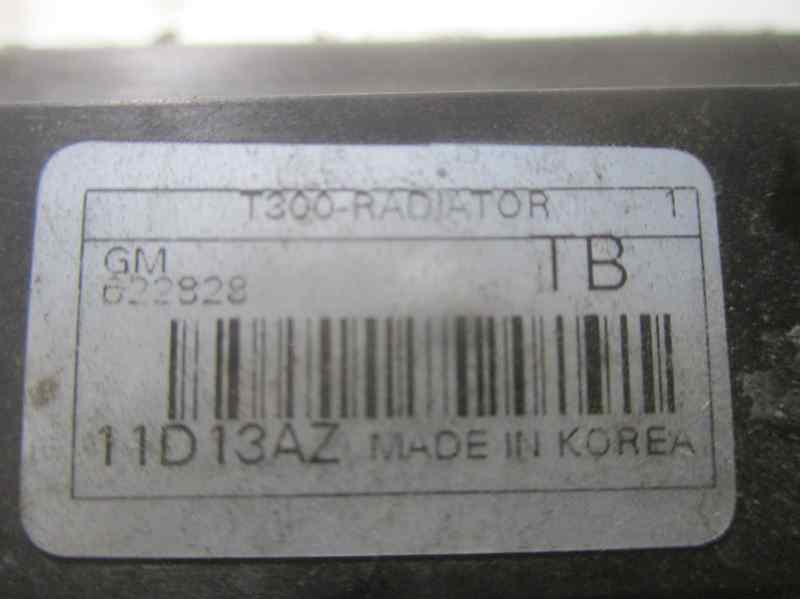 T300-RADIATOR 1
GM TB
622828
11D13AZ MADE IN KOREA